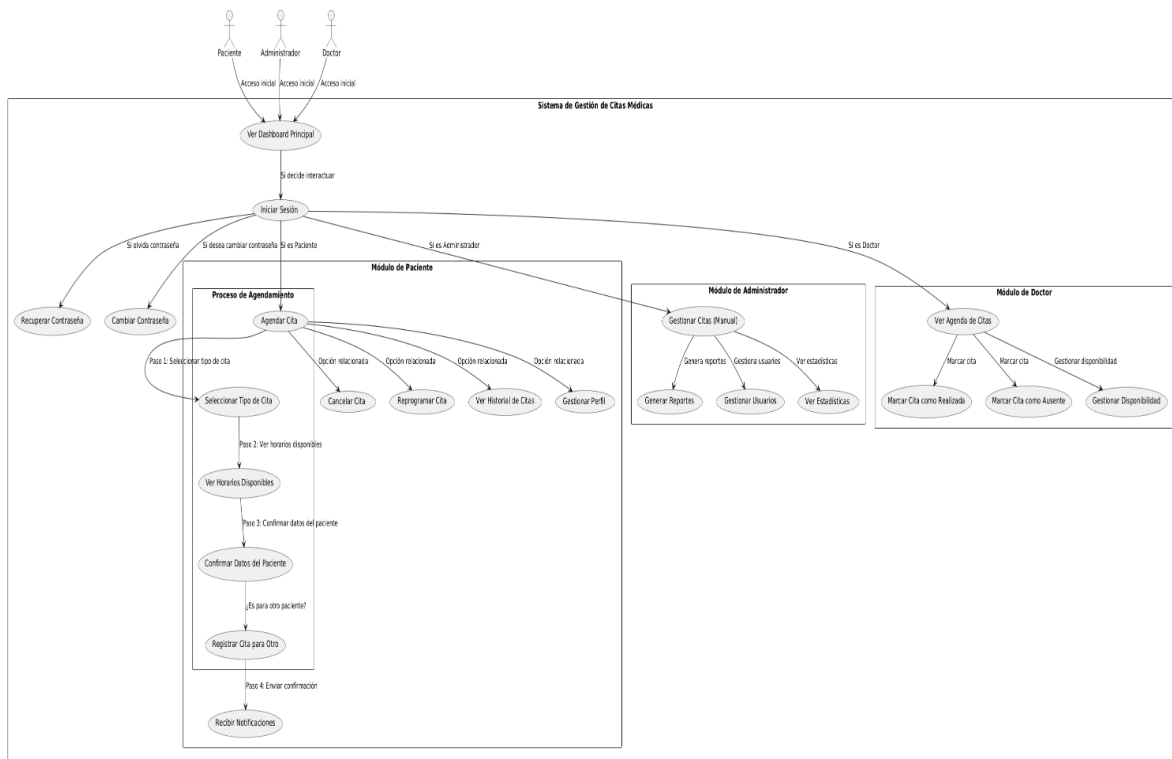 Paciente
Administrador
Doctor
Acceso inicial
Acceso inicial
Acceso inicial
Sistema de Gestión de Citas Médicas
Ver Dashboard Principal
Si decide interactuar
Iniciar Sesión
Si olvida contraseña
Si desea cambiar contraseña
Si es Paciente
Si es Administrador
Si es Doctor
Recuperar Contraseña
Cambiar Contraseña
Módulo de Paciente
Proceso de Agendamiento
Agendar Cita
Paso 1: Seleccionar tipo de cita
Opción relacionada
Opción relacionada
Opción relacionada
Opción relacionada
Seleccionar Tipo de Cita
Cancelar Cita
Reprogramar Cita
Ver Historial de Citas
Gestionar Perfil
Paso 2: Ver horarios disponibles
Ver Horarios Disponibles
Paso 3: Confirmar datos del paciente
Confirmar Datos del Paciente
¿Es para otro paciente?
Registrar Cita para Otro
Paso 4: Enviar confirmación
Recibir Notificaciones
Módulo de Administrador
Gestionar Citas (Manual)
Genera reportes
Gestiona usuarios
Ver estadísticas
Generar Reportes
Gestionar Usuarios
Ver Estadísticas
Módulo de Doctor
Ver Agenda de Citas
Marcar cita
Marcar cita
Gestionar disponibilidad
Marcar Cita como Realizada
Marcar Cita como Ausente
Gestionar Disponibilidad